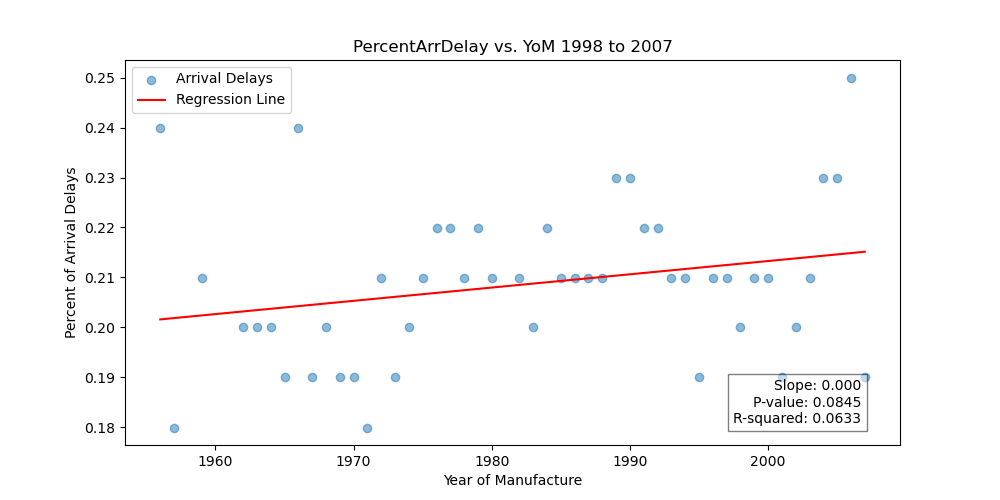 PercentArrDelay vs. YoM 1998 to 2007
Arrival Delays
Regression Line
Percent of Arrival Delays
0.25
0.24
0.23
0.22
0.21
0.20
0.19
0.18
Slope: 0.000
P-value: 0.0845
R-squared: 0.0633
1960
1970
1980
1990
2000
Year of Manufacture